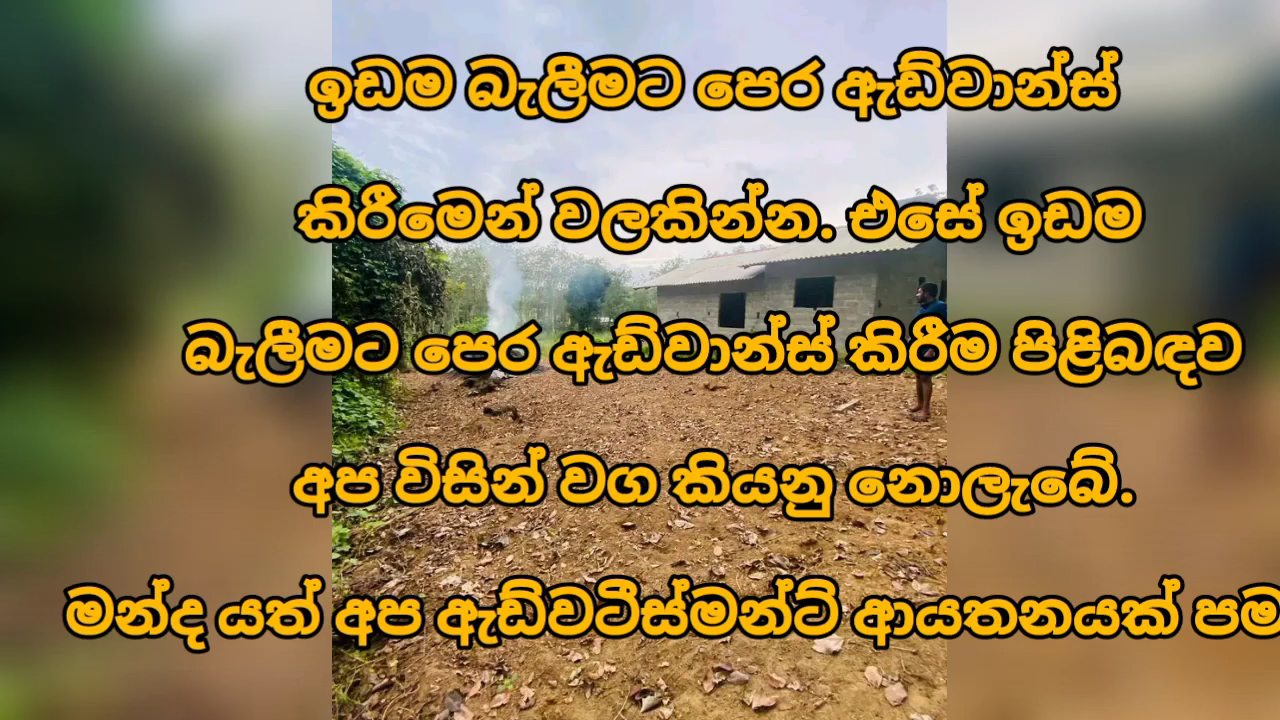 ඉඩම බැලීමට පෙර ඇඩ්වාන්ස්
කිරීමෙන් වලකින්න. එසේ ඉඩම
බැලීමට පෙර ඇඩ්වාන්ස් කිරීම පිළිබඳව
අප විසින් වග කියනු නොලැබේ.
මන්ද යත් අප ඇඩ්වටීස්මන්ට් ආයතනයක් පම